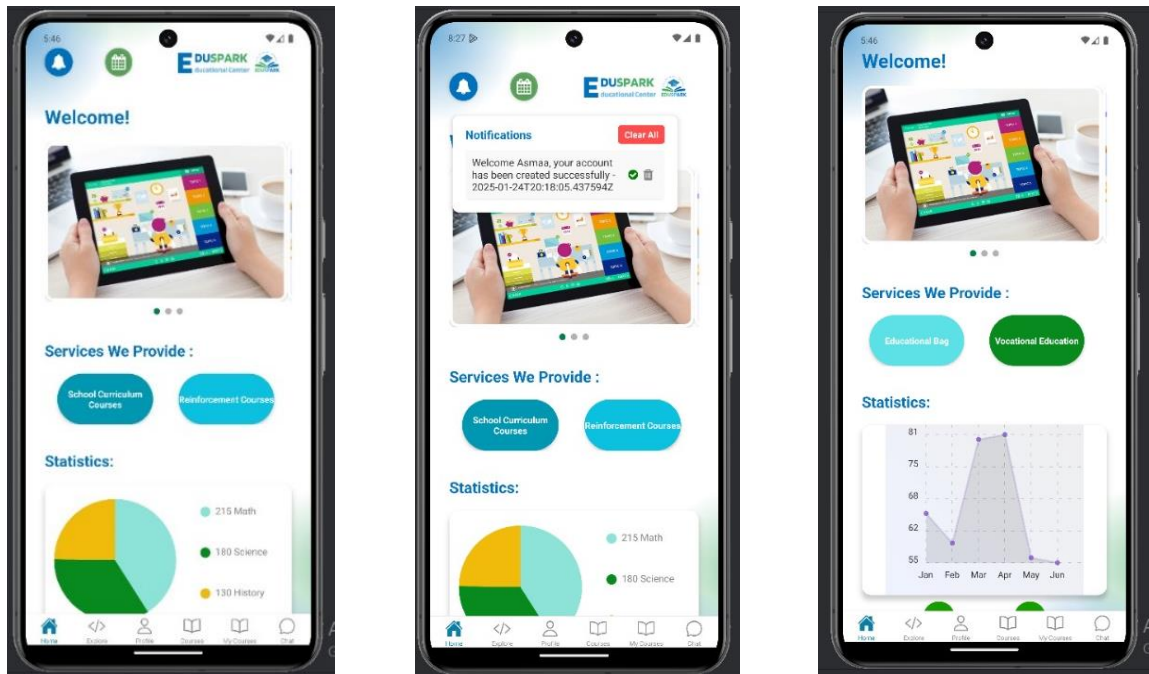 5:46
EDUSPARK
Educational Center
EDUSPARK
Welcome!
Services We Provide :
School Curriculum
Courses
Reinforcement Courses
Statistics:
215 Math
180 Science
130 History
Home
Explore
Profile
Courses
My Courses
Chat
8:27
EDUSPARK
Educational Center
EDUSPARK
Notifications
Clear All
Welcome Asmaa, your account
has been created successfully -
2025-01-24T20:18:05.437594Z
Services We Provide :
School Curriculum
Courses
Reinforcement Courses
Statistics:
215 Math
180 Science
Home
Explore
Profile
Courses
My Courses
Chat
5:46
Welcome!
Services We Provide :
Educational Bag
Vocational Education
Statistics:
81
75
68
62
55
Jan
Feb
Mar
Apr
May
Jun
Home
Explore
Profile
Courses
My Courses
Chat